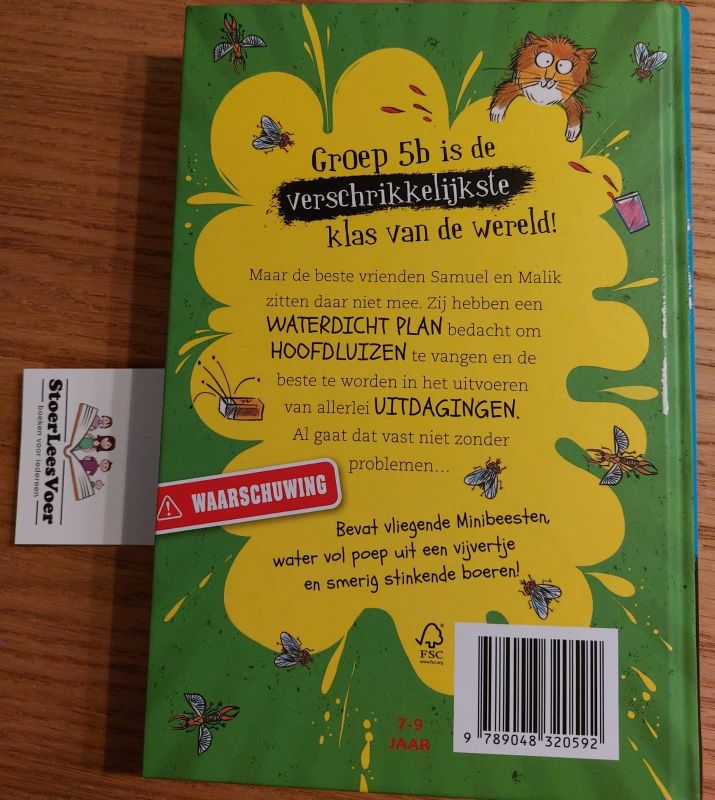 Groep 5b is de
verschrikkelijkste
klas van de wereld!
Maar de beste vrienden Samuel en Malik
zitten daar niet mee. Zij hebben een
WATERDICHT PLAN bedacht om
HOOFDLUIZEN te vangen en de
beste te worden in het uitvoeren
van allerlei UITDAGINGEN.
Al gaat dat vast niet zonder
problemen...
WAARSCHUWING
Bevat vliegende Minibeesten,
water vol poep uit een vijvertje
en smerig stinkende boeren!
FSC
www.fsc.org
7-9
JAAR
9 789048 320592
StoerLeesVoer
boeken voor iedereen